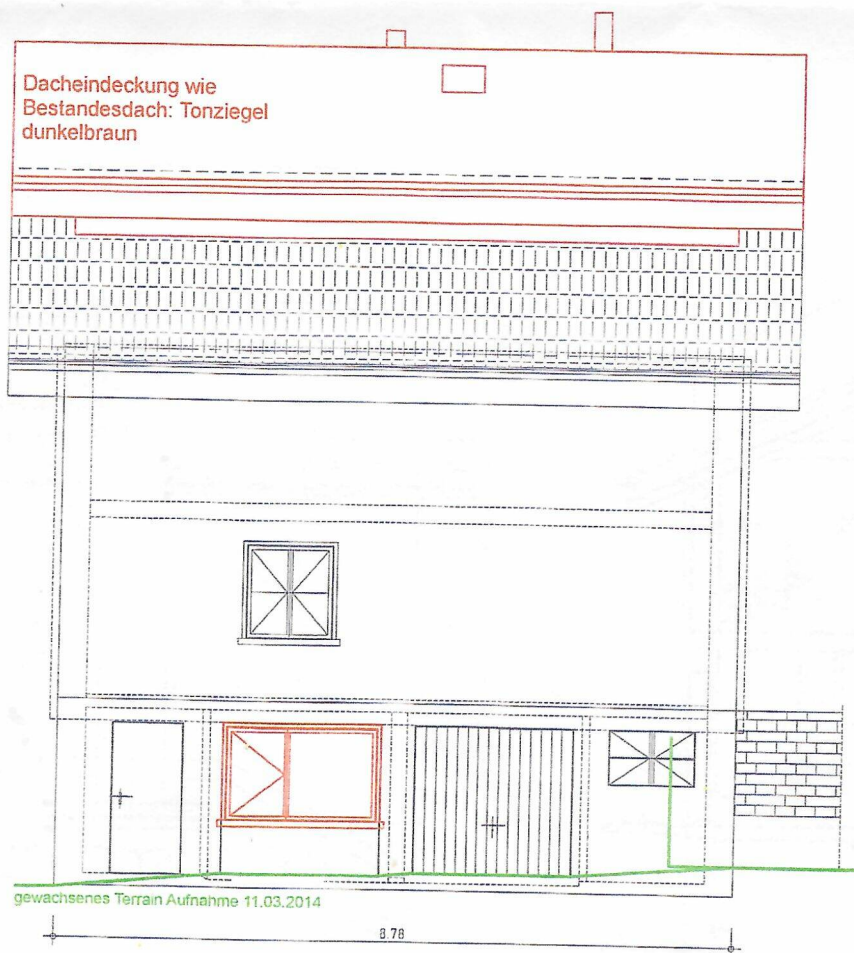 Dacheindeckung wie
Bestandesdach: Tonziegel
dunkelbraun
gewachsenes Terrain Aufnahme 11.03.2014
8.78